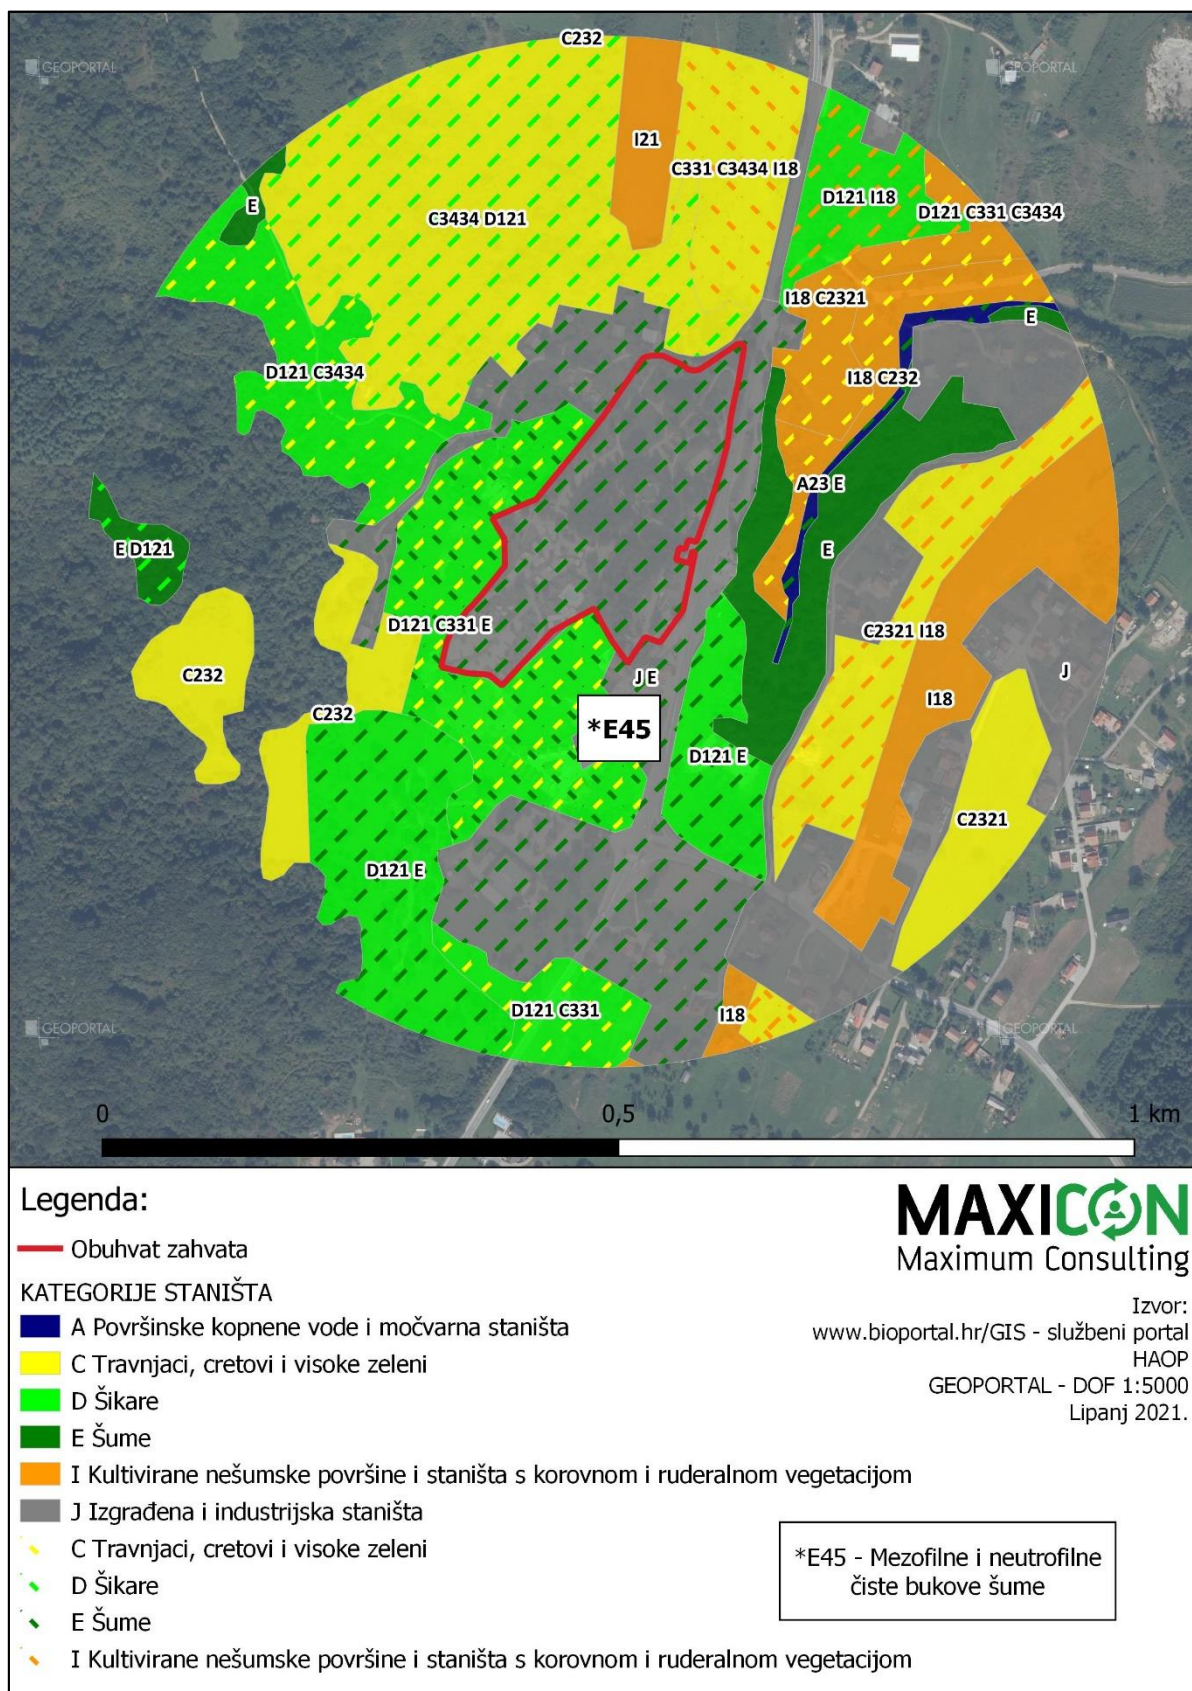 C232
GEOPORTAL
GEOPORTAL
I21
C331 C3434 I18
D121 I18
E
C3434 D121
D121 C331 C3434
I18 C2321
E
D121 C3434
I18 C232
A23 E
E D121
E
D121 C331 E
C2321 I18
C232
J E
J
I18
C232
*E45
D121 E
C2321
D121 E
D121 C331
I18
GEOPORTAL
GEOPORTAL
0
0,5
1 km
Legenda:
Obuhvat zahvata
KATEGORIJE STANIŠTA
A Površinske kopnene vode i močvarna staništa
C Travnjaci, cretovi i visoke zeleni
D Šikare
E Šume
I Kultivirane nešumske površine i staništa s korovnom i ruderalnom vegetacijom
J Izgrađena i industrijska staništa
C Travnjaci, cretovi i visoke zeleni
D Šikare
E Šume
I Kultivirane nešumske površine i staništa s korovnom i ruderalnom vegetacijom
MAXICON
Maximum Consulting
Izvor:
www.bioportal.hr/GIS - službeni portal
HAOP
GEOPORTAL - DOF 1:5000
Lipanj 2021.
*E45 - Mezofilne i neutrofilne
čiste bukove šume